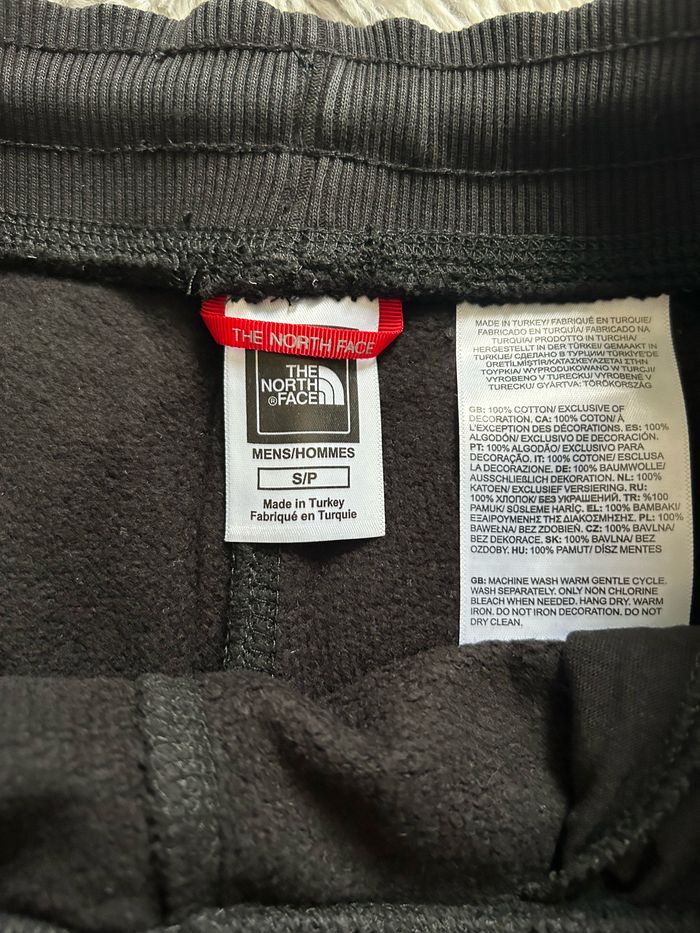 THE NORTH FACE
THE
NORTH
®FACE
MENS/HOMMES
S/P
Made in Turkey
Fabriqué en Turquie
MADE IN TURKEY/ FABRIQUÉ EN TURQUIE/
FABRICADO EN TURQUÍA/ FABRICADO NA
TURQUIA/ PRODOTTO IN TURCHIA/
HERGESTELLT IN DER TÜRKEI/ GEMAAKT IN
TURKIJE/ СДЕЛАНО В ТУРЦИИ/ TÜRKİYE'DE
ÜRETİLMİŞTİR/ΚΑΤΑΣΚΕΥΑΖΕΤΑΙ ΣΤΗΝ
ΤΟΥΡΚΙΑ/ WYPRODUKOWANO W TURCJI/
VYROBENO V TURECKU/ VYROBENÉ V
TURECKU/ GYÁRTVA: TÖRÖKORSZÁG
GB: 100% COTTON/ EXCLUSIVE OF
DECORATION. CA: 100% COTON/ À
L'EXCEPTION DES DÉCORATIONS. ES: 100%
ALGODÓN/ EXCLUSIVO DE DECORACIÓN.
PT: 100% ALGODÃO/ EXCLUSIVO PARA
DECORAÇÃO. IT: 100% COTONE/ ESCLUSA
LA DECORAZIONE. DE: 100% BAUMWOLLE/
AUSSCHLIEßLICH DEKORATION. NL: 100%
KATOEN/ EXCLUSIEF VERSIERING. RU:
100% ХЛОПОК/ БЕЗ УКРАШЕНИЙ. TR: %100
PAMUK/ SÜSLEME HARİÇ. EL: 100% ΒΑΜΒΑΚΙ/
ΕΞΑΙΡΟΥΜΕΝΗΣ ΤΗΣ ΔΙΑΚΟΣΜΗΣΗΣ. PL: 100%
BAWEŁNA/ BEZ ZDOBIEŃ. CZ: 100% BAVLNA/
BEZ DEKORACE. SK: 100% BAVLNA/ BEZ
OZDOBY. HU: 100% PAMUT/ DÍSZ MENTES
GB: MACHINE WASH WARM GENTLE CYCLE.
WASH SEPARATELY. ONLY NON CHLORINE
BLEACH WHEN NEEDED. HANG DRY. WARM
IRON. DO NOT IRON DECORATION. DO NOT
DRY CLEAN.